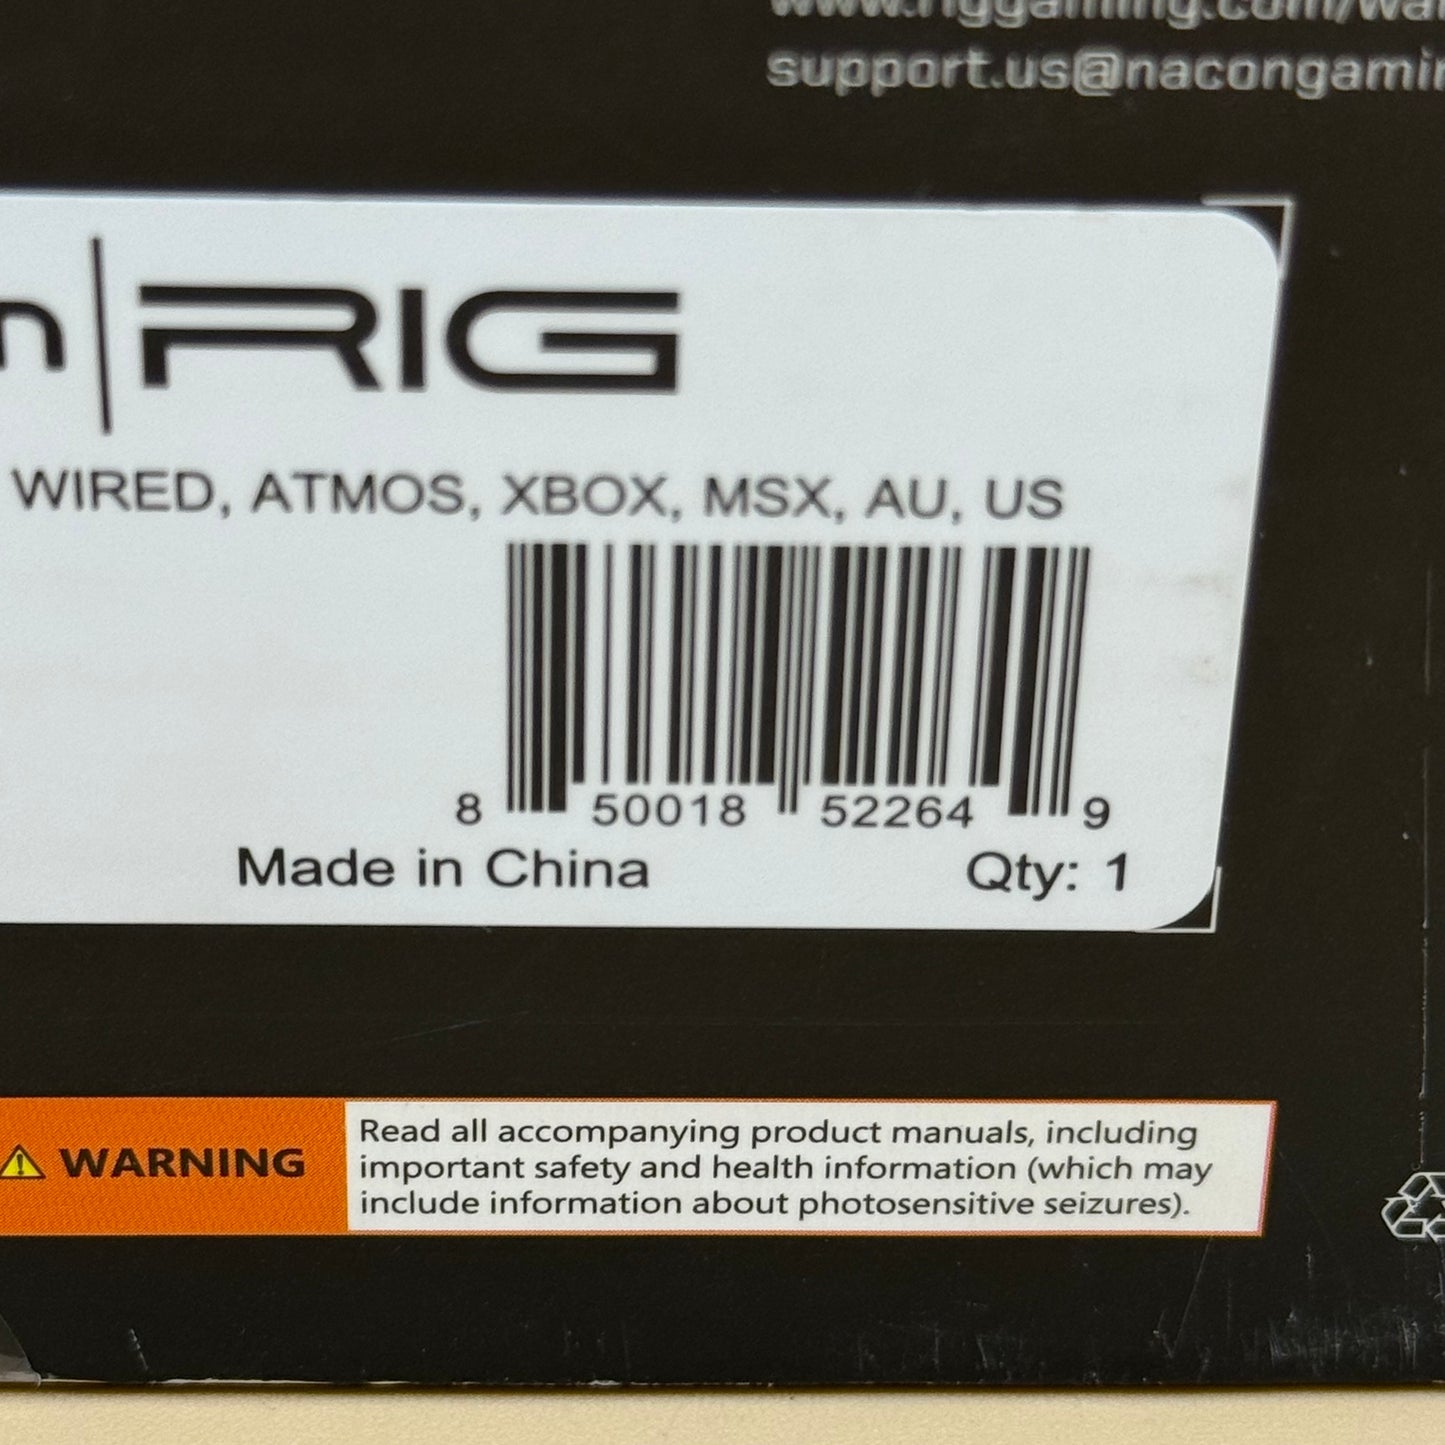 support.us@nacongamin
n | RIG
WIRED, ATMOS, XBOX, MSX, AU, US
8 50018 52264 9
Made in China Qty: 1
WARNING
Read all accompanying product manuals, including
important safety and health information (which may
include information about photosensitive seizures).